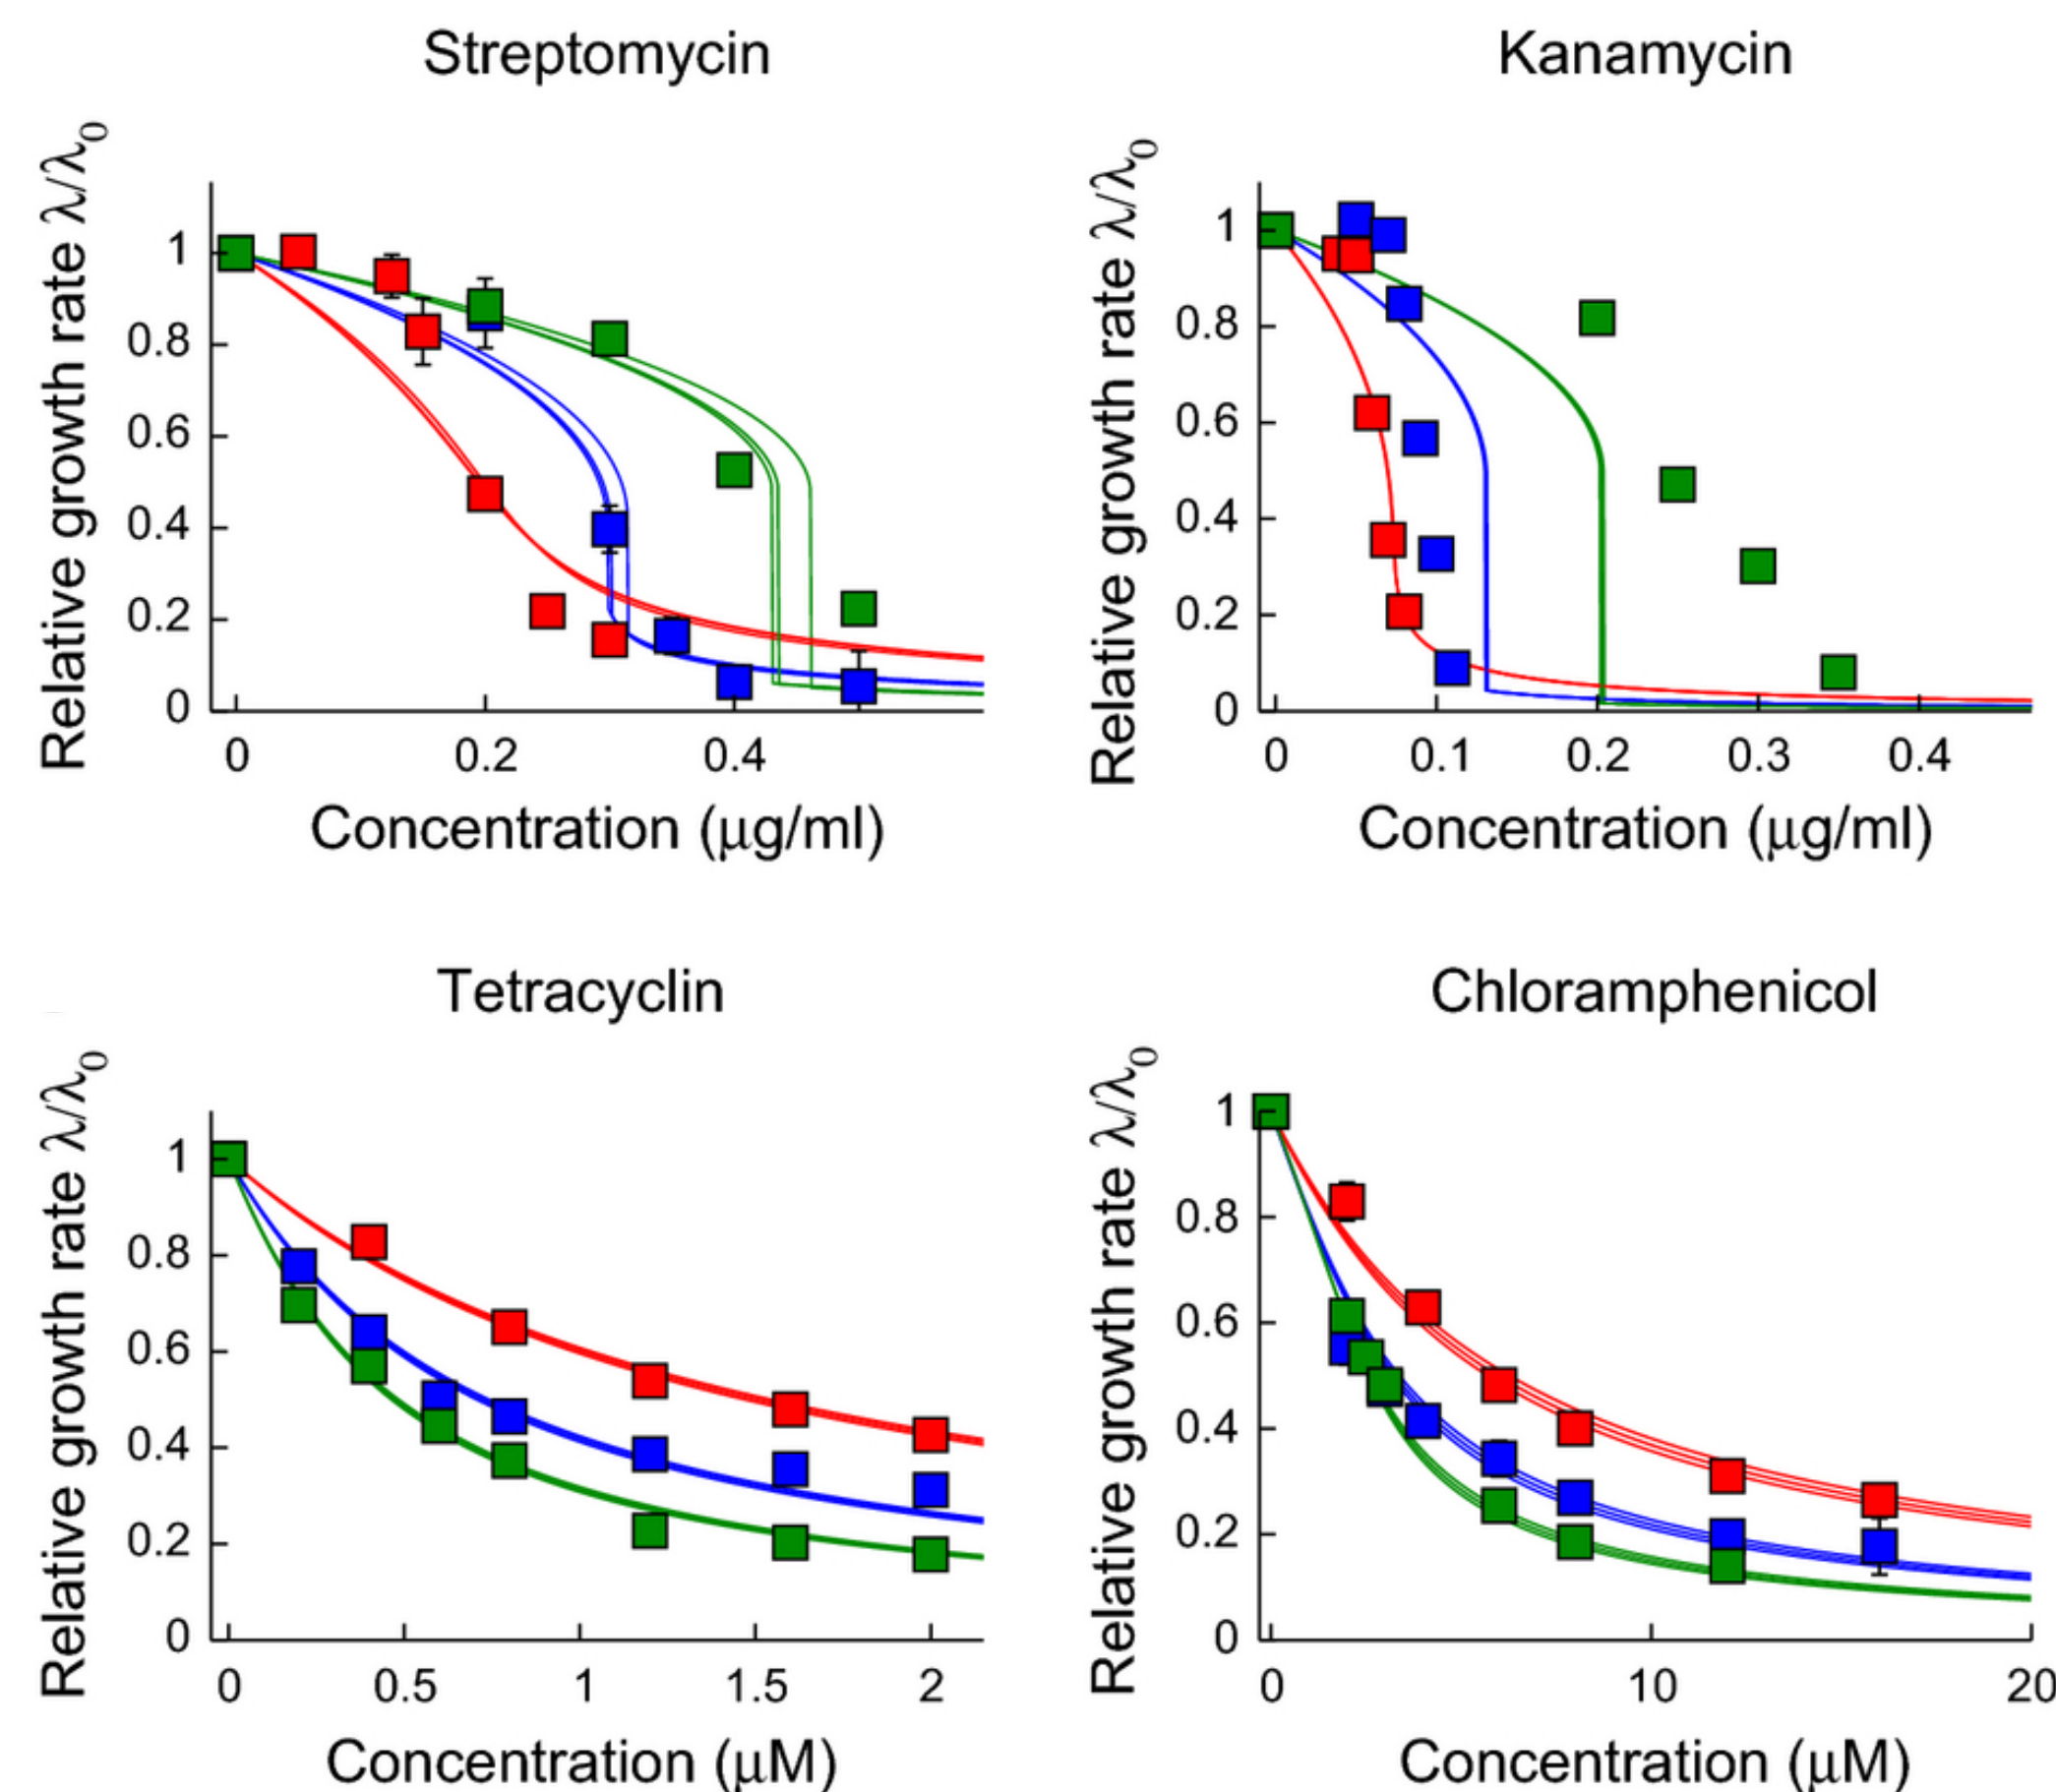 Streptomycin
Relative growth rate λ/λ0
1
0.8
0.6
0.4
0.2
0
0 0.2 0.4
Concentration (μg/ml)
Kanamycin
Relative growth rate λ/λ0
1
0.8
0.6
0.4
0.2
0
0 0.1 0.2 0.3 0.4
Concentration (μg/ml)
Tetracyclin
Relative growth rate λ/λ0
1
0.8
0.6
0.4
0.2
0
0 0.5 1 1.5 2
Concentration (μM)
Chloramphenicol
Relative growth rate λ/λ0
1
0.8
0.6
0.4
0.2
0
0 10 20
Concentration (μM)